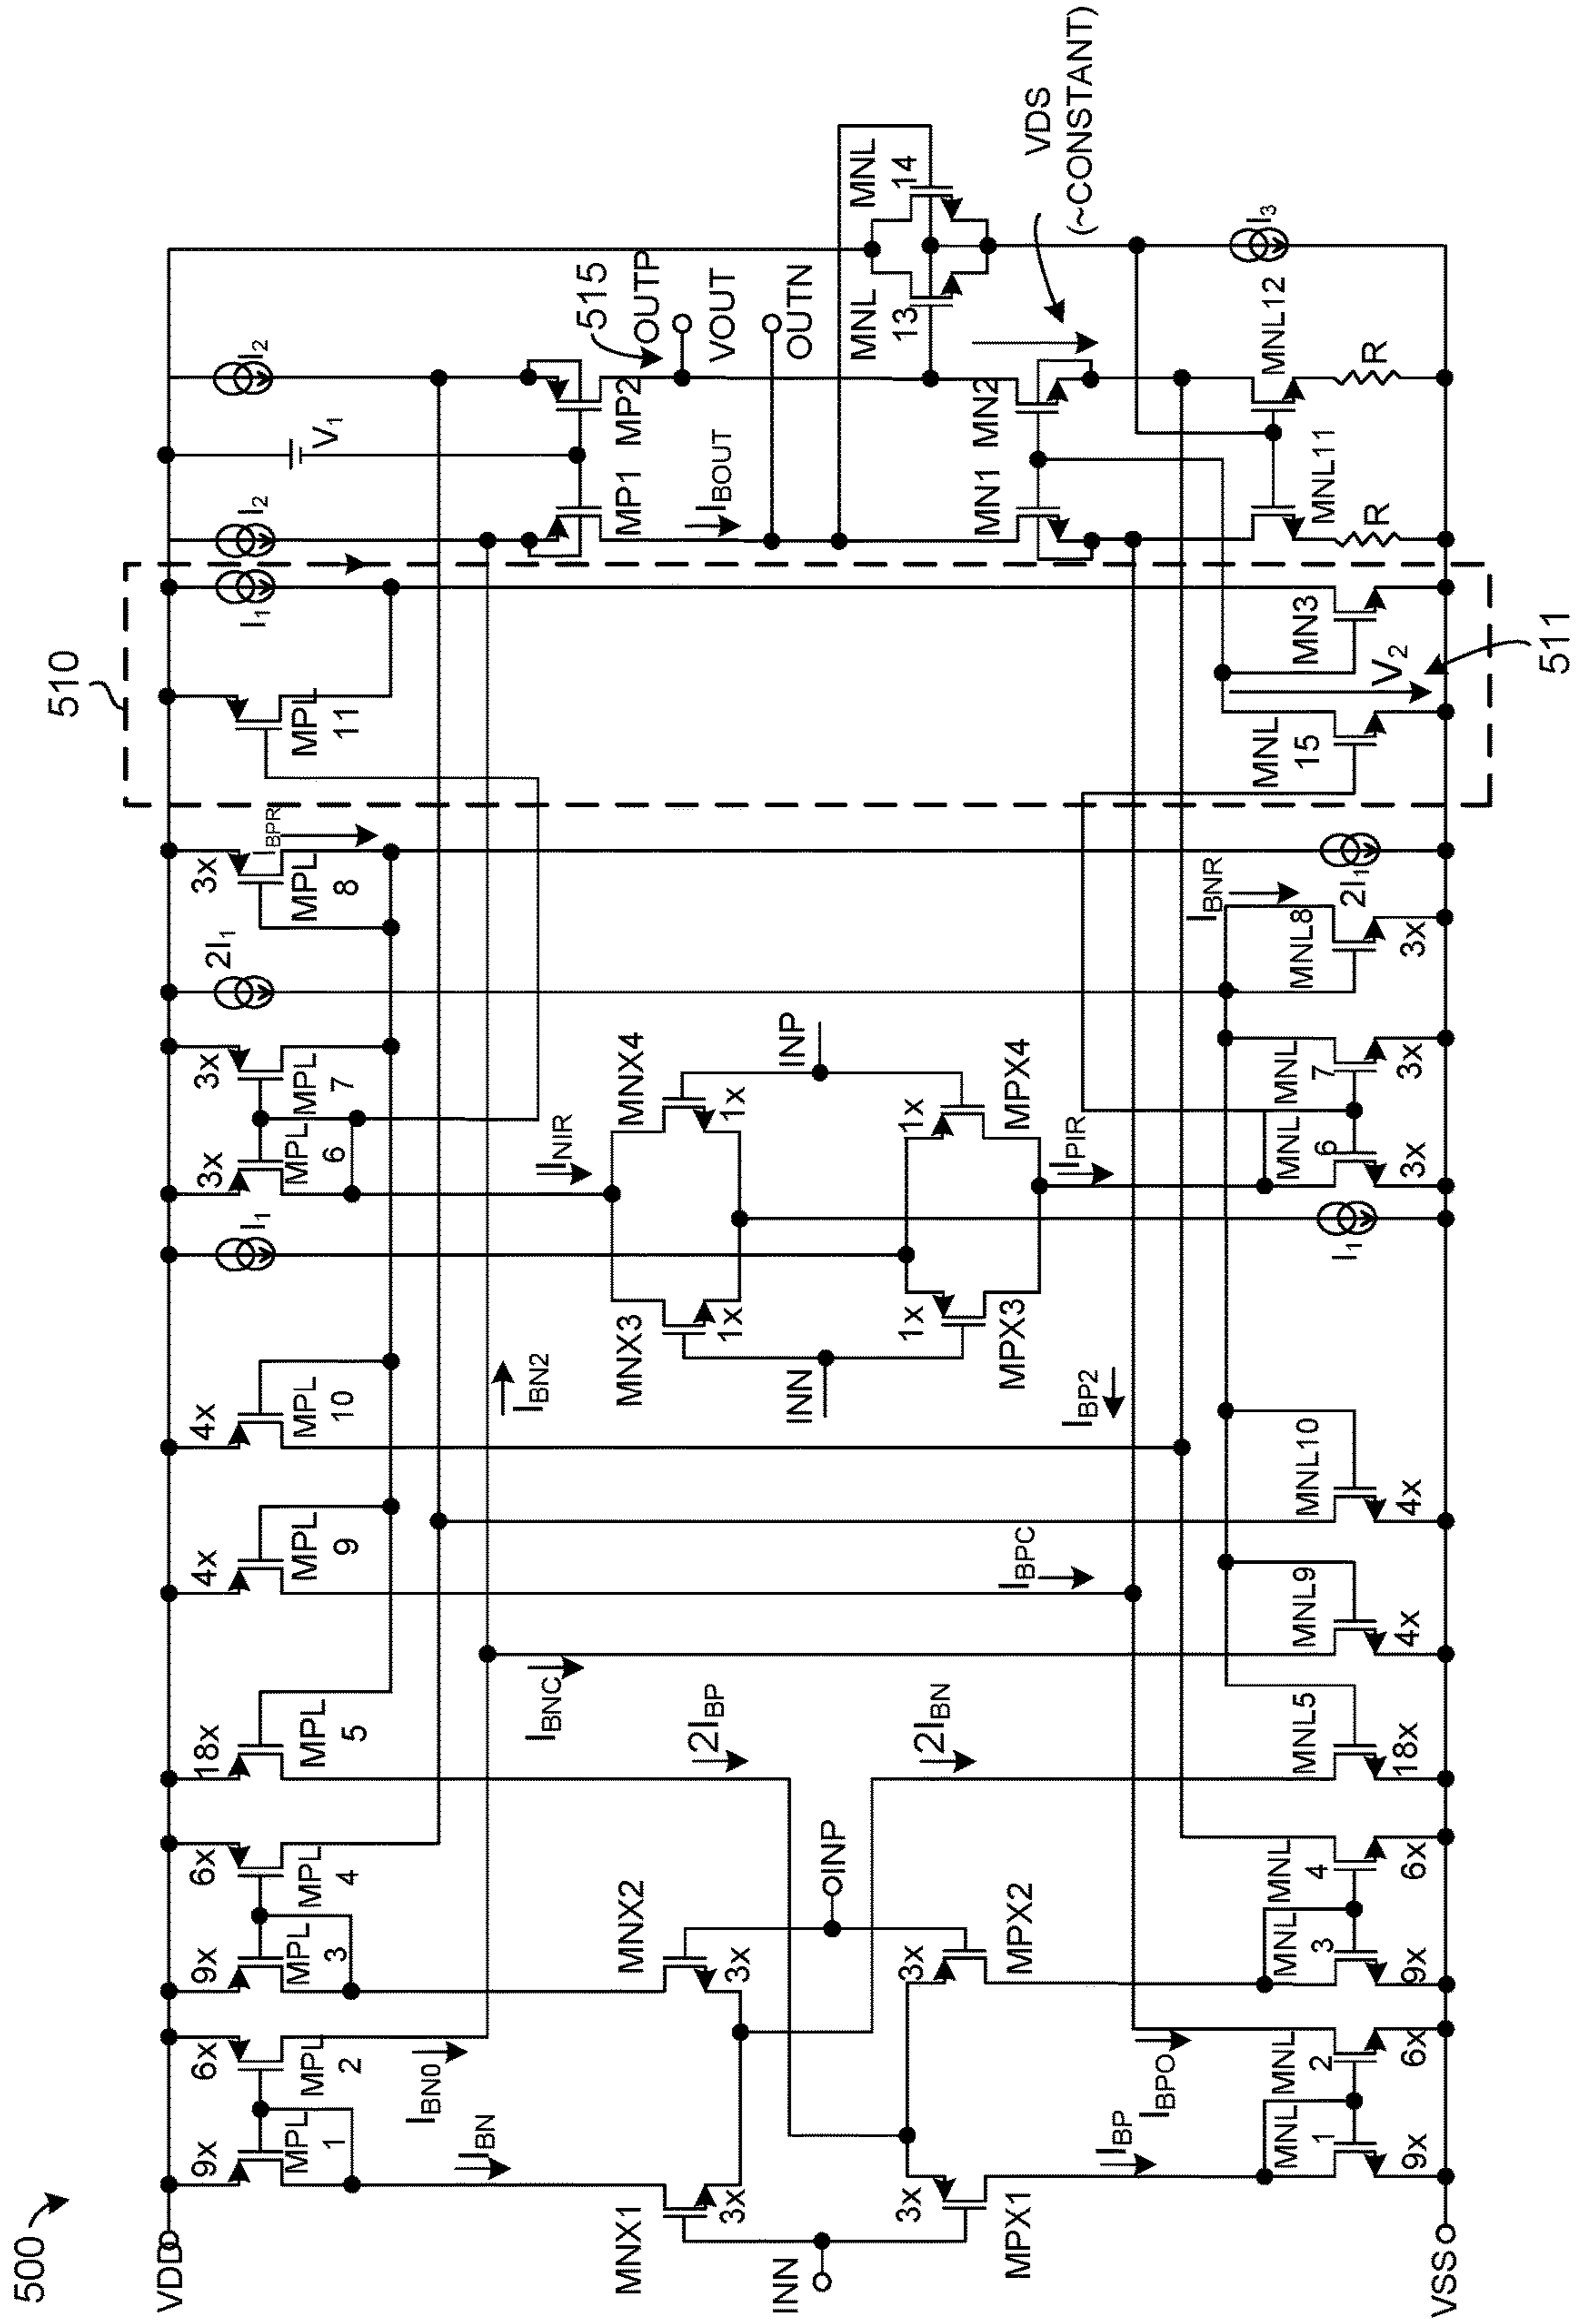 500
VDD
VSS
9x
MPL
1
6x
MPL
2
9x
MPL
3
6x
MPL
4
18x
MPL
5
4x
MPL
9
4x
MPL
10
I1
3x
MPL
6
3x
MPL
7
2I1
3x
MPL
8
IBPR
510
MPL
11
I1
I2
V1
I2
IBN0
IBN
IBNC
IBN2
2IBP
2IBN
MNX1
3x
MNX2
3x
INN
INP
MPX1
3x
MPX2
3x
IBP
IBPO
IBPC
IBP2
MNX3
1x
MNX4
1x
INIR
INN
INP
MPX3
1x
MPX4
1x
IPIR
IBNR
MP1
MP2
515
OUTP
VOUT
OUTN
IBOUT
MNL
13
MNL
14
MN1
MN2
VDS
(~CONSTANT)
MNL
1
9x
MNL
2
6x
MNL
3
9x
MNL
4
6x
MNL5
18x
MNL9
4x
MNL10
4x
I1
MNL
6
3x
MNL
7
3x
MNL8
3x
2I1
MNL
15
V2
MN3
511
MNL11
R
MNL12
R
I3